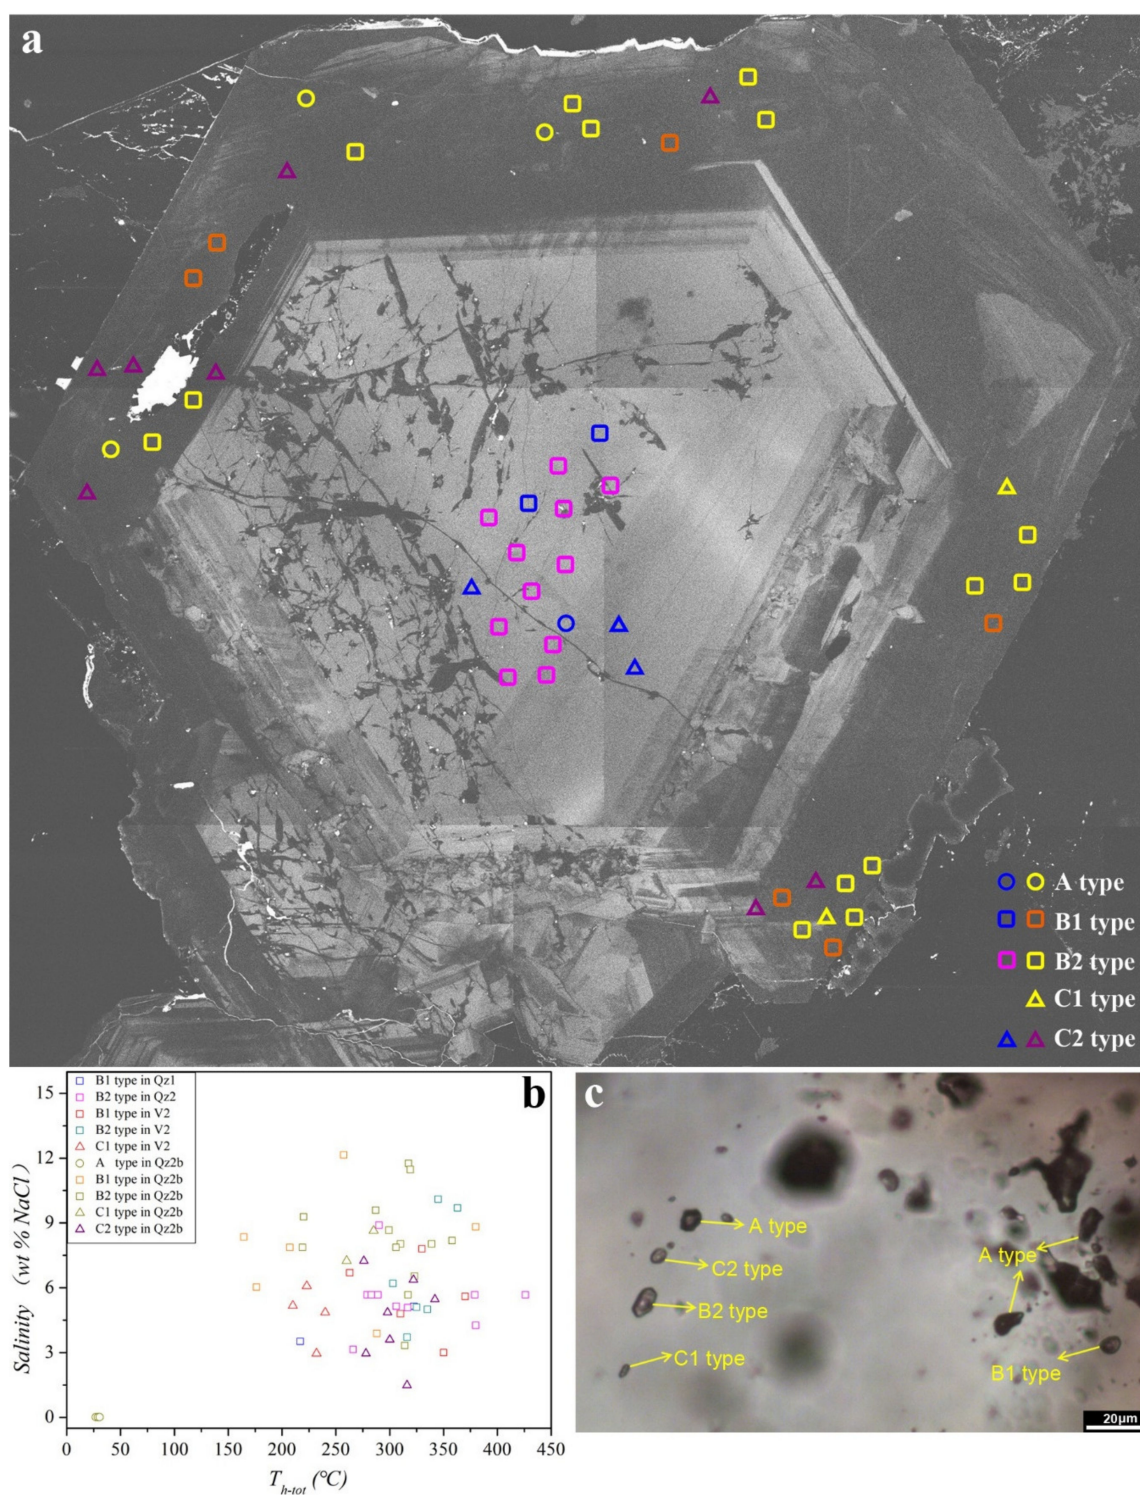 a
A type
B1 type
B2 type
C1 type
C2 type
b
15
12
9
6
3
0
Salinity (wt % NaCl)
B1 type in Qz1
B2 type in Qz2
B1 type in V2
B2 type in V2
C1 type in V2
A type in Qz2b
B1 type in Qz2b
B2 type in Qz2b
C1 type in Qz2b
C2 type in Qz2b
0 50 100 150 200 250 300 350 400 450
T h-tot (℃)
c
A type
C2 type
B2 type
C1 type
A type
B1 type
20μm